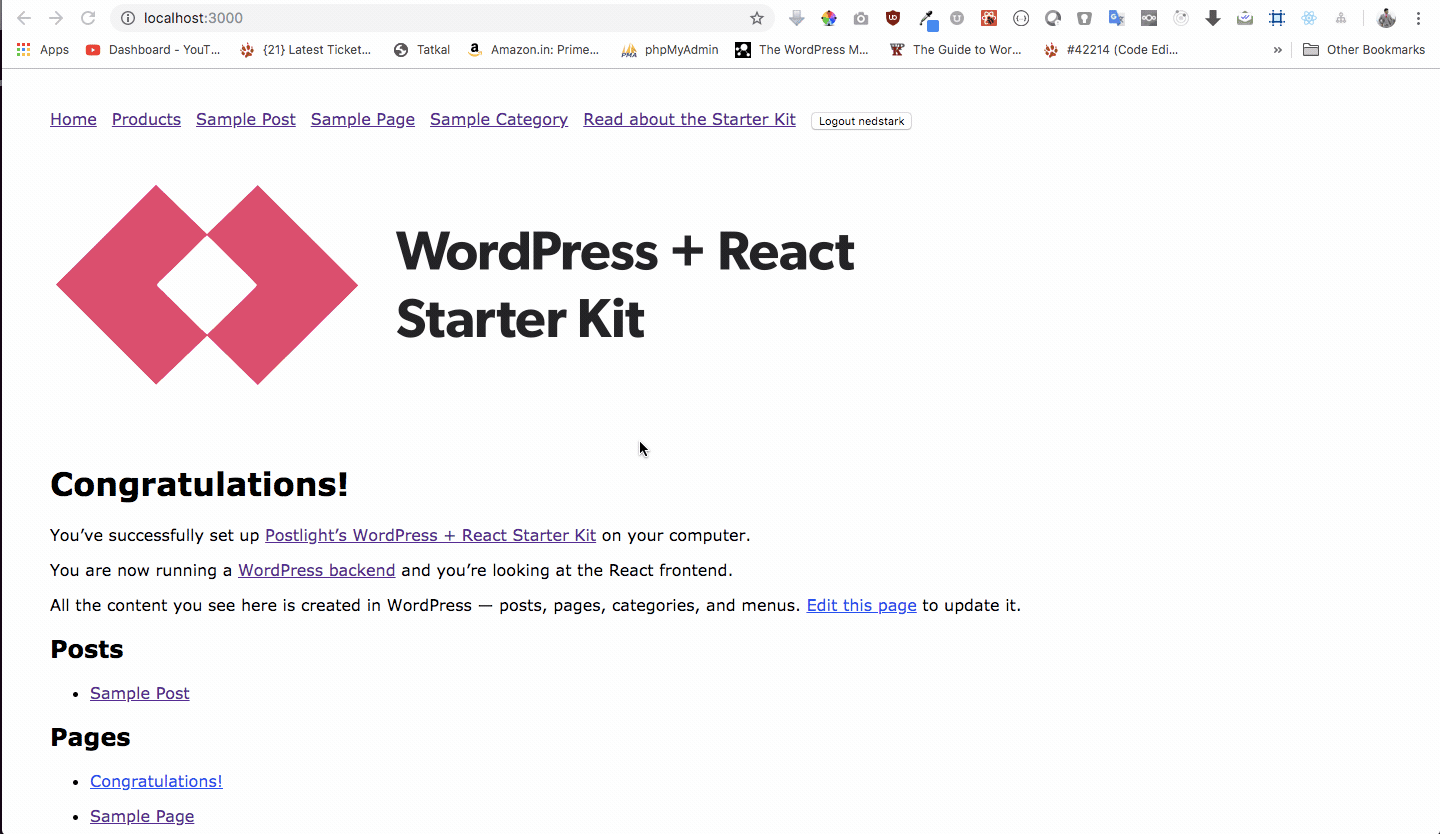 localhost:3000
Apps Dashboard - YouT... {21} Latest Ticket... Tatkal Amazon.in: Prime... phpMyAdmin The WordPress M... The Guide to Wor... #42214 (Code Edi... » Other Bookmarks
Home Products Sample Post Sample Page Sample Category Read about the Starter Kit Logout nedstark
WordPress + React
Starter Kit
Congratulations!
You’ve successfully set up Postlight’s WordPress + React Starter Kit on your computer.
You are now running a WordPress backend and you’re looking at the React frontend.
All the content you see here is created in WordPress — posts, pages, categories, and menus. Edit this page to update it.
Posts
• Sample Post
Pages
• Congratulations!
• Sample Page